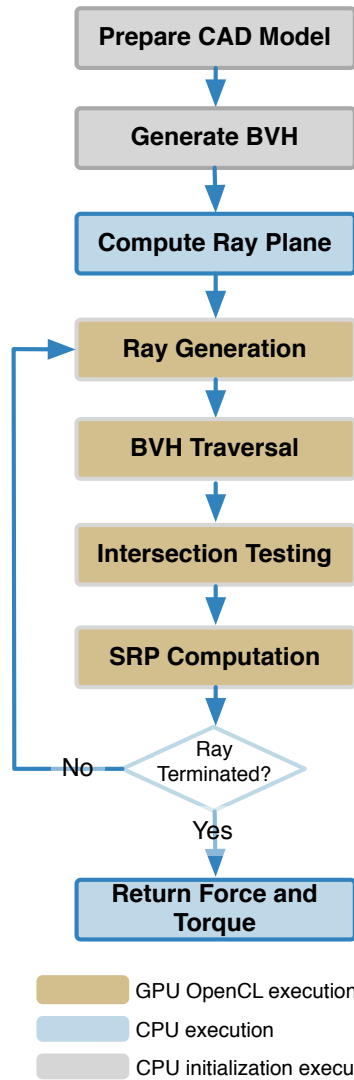 Prepare CAD Model
Generate BVH
Compute Ray Plane
Ray Generation
BVH Traversal
Intersection Testing
SRP Computation
Ray
Terminated?
No
Yes
Return Force and
Torque
GPU OpenCL execution
CPU execution
CPU initialization execu